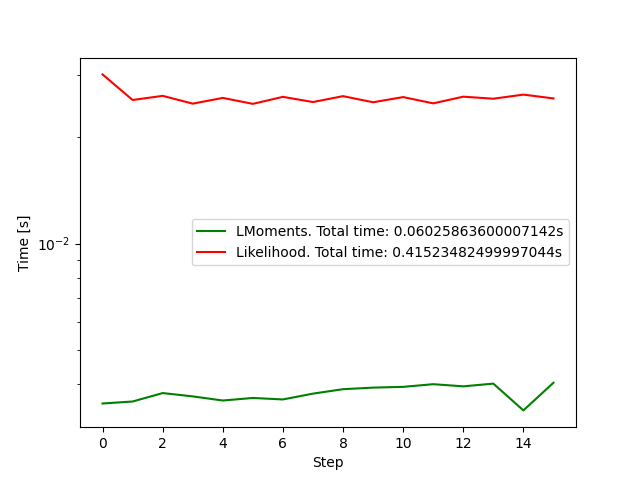 Time [s]
10⁻²
LMoments. Total time: 0.06025863600007142s
Likelihood. Total time: 0.41523482499997044s
0 2 4 6 8 10 12 14
Step